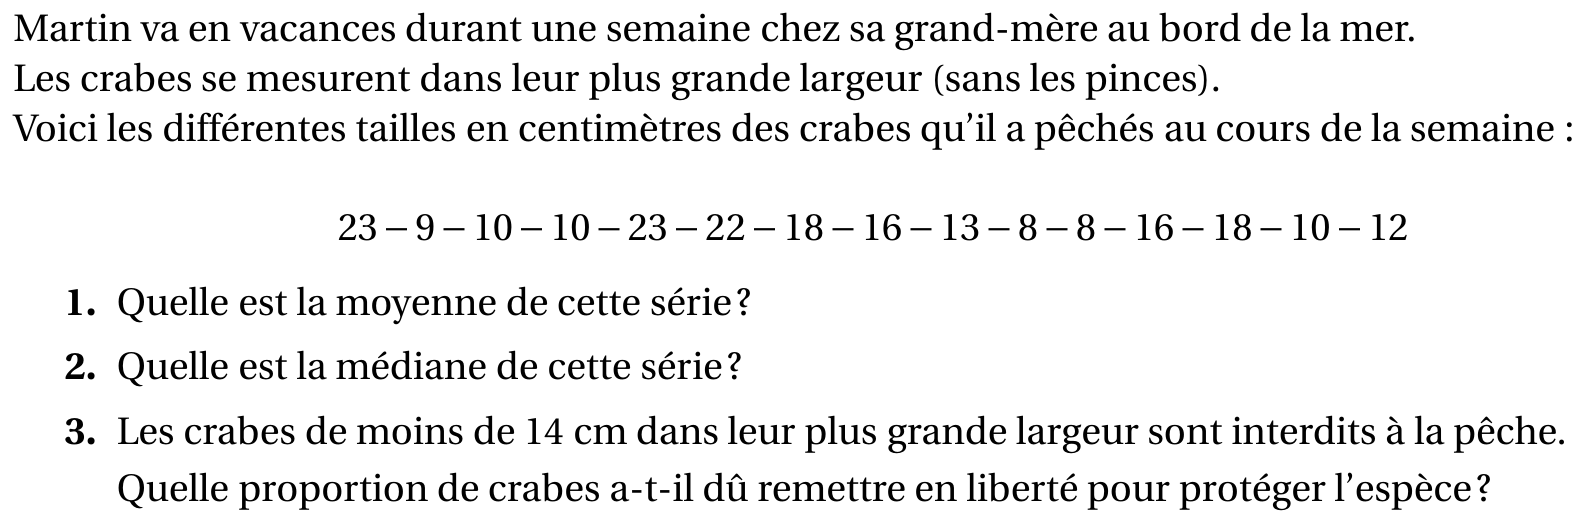 Martin va en vacances durant une semaine chez sa grand-mère au bord de la mer.
Les crabes se mesurent dans leur plus grande largeur (sans les pinces).
Voici les différentes tailles en centimètres des crabes qu’il a pêchés au cours de la semaine :
23 – 9 – 10 – 10 – 23 – 22 – 18 – 16 – 13 – 8 – 8 – 16 – 18 – 10 – 12
1. Quelle est la moyenne de cette série ?
2. Quelle est la médiane de cette série ?
3. Les crabes de moins de 14 cm dans leur plus grande largeur sont interdits à la pêche.
Quelle proportion de crabes a-t-il dû remettre en liberté pour protéger l’espèce ?